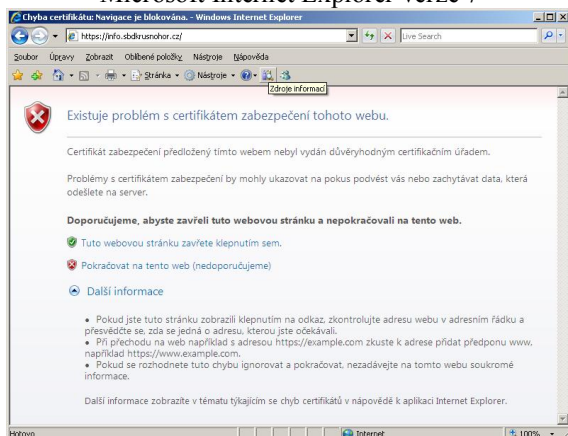 Microsoft Internet Explorer verze 7
Chyba certifikátu: Navigace je blokována. - Windows Internet Explorer
https://info.sbdkrusnohor.cz/
Live Search
Soubor Úpravy Zobrazit Oblíbené položky Nástroje Nápověda
Stránka Nástroje
Zdroje informací
Existuje problém s certifikátem zabezpečení tohoto webu.
Certifikát zabezpečení předložený tímto webem nebyl vydán důvěryhodným certifikačním úřadem.
Problémy s certifikátem zabezpečení by mohly ukazovat na pokus podvést vás nebo zachytávat data, která
odešlete na server.
Doporučujeme, abyste zavřeli tuto webovou stránku a nepokračovali na tento web.
Tuto webovou stránku zavřete klepnutím sem.
Pokračovat na tento web (nedoporučujeme)
Další informace
Pokud jste tuto stránku zobrazili klepnutím na odkaz, zkontrolujte adresu webu v adresním řádku a
přesvědčte se, zda se jedná o adresu, kterou jste očekávali.
Při přechodu na web například s adresou https://example.com zkuste k adrese přidat předponu www,
například https://www.example.com.
Pokud se rozhodnete tuto chybu ignorovat a pokračovat, nezadávejte na tomto webu soukromé
informace.
Další informace zobrazíte v tématu týkajícím se chyb certifikátů v nápovědě k aplikaci Internet Explorer.
Hotovo Internet 100%